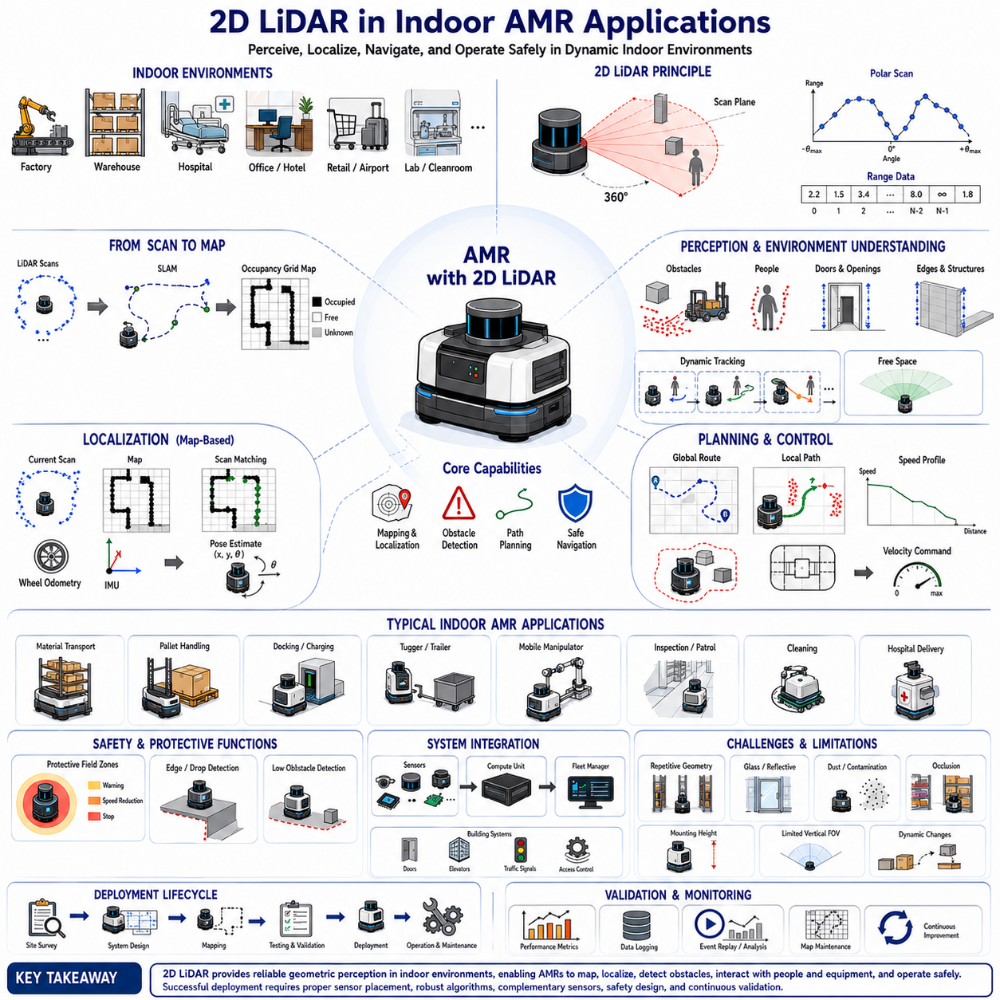 2D LiDAR in Indoor AMR Applications
Perceive, Localize, Navigate, and Operate Safely in Dynamic Indoor Environments
INDOOR ENVIRONMENTS
Factory
Warehouse
Hospital
Office / Hotel
Retail / Airport
Lab / Cleanroom
...
2D LiDAR PRINCIPLE
Scan Plane
360°
Polar Scan
Range
-θmax
0°
+θmax
Angle
Range Data
2.2 1.5 3.4 ... 8.0 ∞ 1.8
0 1 2 ... N-2 N-1
FROM SCAN TO MAP
LiDAR Scans
...
SLAM
Occupancy Grid Map
Occupied
Free
Unknown
AMR
with 2D LiDAR
Core Capabilities
Mapping &
Localization
Obstacle
Detection
Path
Planning
Safe
Navigation
PERCEPTION & ENVIRONMENT UNDERSTANDING
Obstacles
People
Doors & Openings
Edges & Structures
Dynamic Tracking
...
Free Space
LOCALIZATION (Map-Based)
Current Scan
Map
Scan Matching
Wheel Odometry
IMU
Pose Estimate
(x, y, θ)
θ
PLANNING & CONTROL
Global Route
A
B
Local Path
Speed Profile
Speed
Distance
Velocity Command
0
max
TYPICAL INDOOR AMR APPLICATIONS
Material Transport
Pallet Handling
Docking / Charging
Tugger / Trailer
Mobile Manipulator
Inspection / Patrol
Cleaning
Hospital Delivery
SAFETY & PROTECTIVE FUNCTIONS
Protective Field Zones
Warning
Speed Reduction
Stop
Edge / Drop Detection
Low Obstacle Detection
SYSTEM INTEGRATION
Sensors
...
Compute Unit
Fleet Manager
Building Systems
Doors
Elevators
Traffic Signals
Access Control
CHALLENGES & LIMITATIONS
Repetitive Geometry
Glass / Reflective
Dust / Contamination
Occlusion
Mounting Height
Limited Vertical FOV
Dynamic Changes
DEPLOYMENT LIFECYCLE
Site Survey
System Design
Mapping
Testing & Validation
Deployment
Operation & Maintenance
VALIDATION & MONITORING
Performance Metrics
Data Logging
Event Replay / Analysis
Map Maintenance
Continuous
Improvement
KEY TAKEAWAY
2D LiDAR provides reliable geometric perception in indoor environments, enabling AMRs to map, localize, detect obstacles, interact with people and equipment, and operate safely.
Successful deployment requires proper sensor placement, robust algorithms, complementary sensors, safety design, and continuous validation.